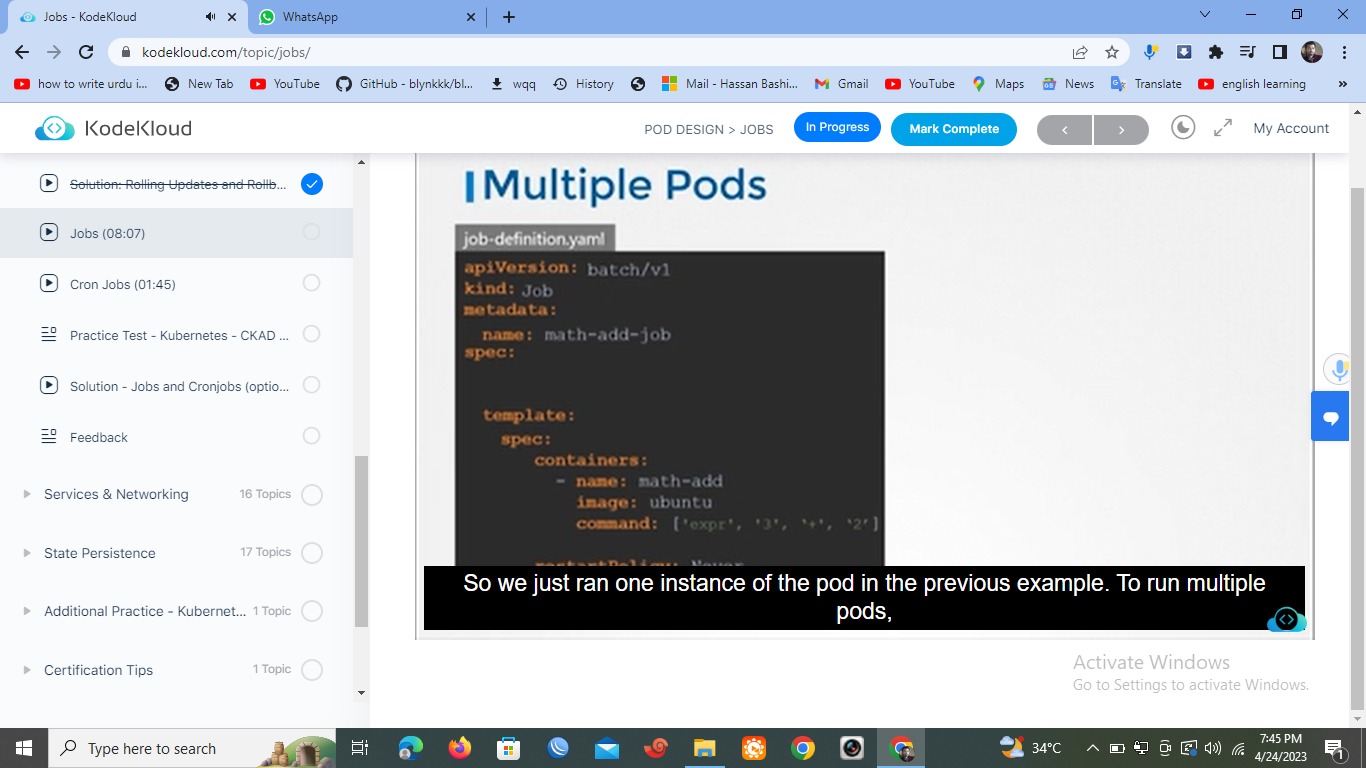 Jobs - KodeKloud
WhatsApp
kodekloud.com/topic/jobs/
how to write urdu i...
New Tab
YouTube
GitHub - blynkkk/bl...
wqq
History
Mail - Hassan Bashi...
Gmail
YouTube
Maps
News
Translate
english learning
»
KodeKloud
POD DESIGN > JOBS
In Progress
Mark Complete
My Account
Solution: Rolling Updates and Rollb...
Jobs (08:07)
Cron Jobs (01:45)
Practice Test - Kubernetes - CKAD ...
Solution - Jobs and Cronjobs (optio...
Feedback
Services & Networking 16 Topics
State Persistence 17 Topics
Additional Practice - Kubernet... 1 Topic
Certification Tips 1 Topic
Multiple Pods
job-definition.yaml
apiVersion: batch/v1
kind: Job
metadata:
name: math-add-job
spec:
template:
spec:
containers:
- name: math-add
image: ubuntu
command: ['expr', '3', '+', '2']
restartPolicy: Never
So we just ran one instance of the pod in the previous example. To run multiple
pods,
Activate Windows
Go to Settings to activate Windows.
Type here to search
34°C
7:45 PM
4/24/2023
1